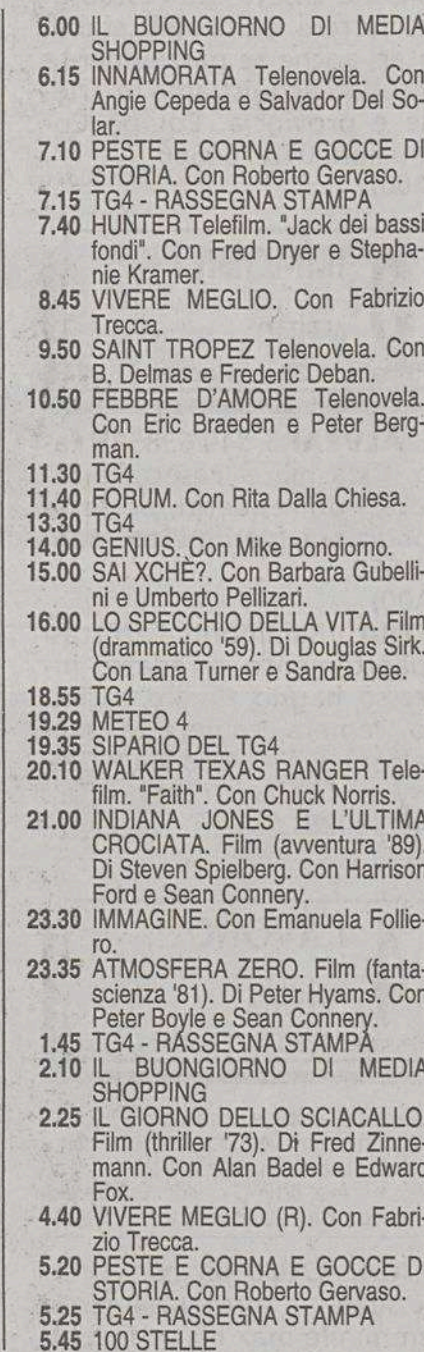 6.00 IL BUONGIORNO DI MEDIA
SHOPPING
6.15 INNAMORATA Telenovela. Con
Angie Cepeda e Salvador Del So-
lar.
7.10 PESTE E CORNA E GOCCE DI
STORIA. Con Roberto Gervaso.
7.15 TG4 - RASSEGNA STAMPA
7.40 HUNTER Telefilm. "Jack dei bassi
fondi". Con Fred Dryer e Stepha-
nie Kramer.
8.45 VIVERE MEGLIO. Con Fabrizio
Trecca.
9.50 SAINT TROPEZ Telenovela. Con
B. Delmas e Frederic Deban.
10.50 FEBBRE D'AMORE Telenovela.
Con Eric Braeden e Peter Berg-
man.
11.30 TG4
11.40 FORUM. Con Rita Dalla Chiesa.
13.30 TG4
14.00 GENIUS. Con Mike Bongiorno.
15.00 SAI XCHÈ?. Con Barbara Gubelli-
ni e Umberto Pellizari.
16.00 LO SPECCHIO DELLA VITA. Film
(drammatico '59). Di Douglas Sirk.
Con Lana Turner e Sandra Dee.
18.55 TG4
19.29 METEO 4
19.35 SIPARIO DEL TG4
20.10 WALKER TEXAS RANGER Tele-
film. "Faith". Con Chuck Norris.
21.00 INDIANA JONES E L'ULTIMA
CROCIATA. Film (avventura '89).
Di Steven Spielberg. Con Harrison
Ford e Sean Connery.
23.30 IMMAGINE. Con Emanuela Follie-
ro.
23.35 ATMOSFERA ZERO. Film (fanta-
scienza '81). Di Peter Hyams. Con
Peter Boyle e Sean Connery.
1.45 TG4 - RASSEGNA STAMPA
2.10 IL BUONGIORNO DI MEDIA
SHOPPING
2.25 IL GIORNO DELLO SCIACALLO.
Film (thriller '73). Di Fred Zinne-
mann. Con Alan Badel e Edward
Fox.
4.40 VIVERE MEGLIO (R). Con Fabri-
zio Trecca.
5.20 PESTE E CORNA E GOCCE D
STORIA. Con Roberto Gervaso.
5.25 TG4 - RASSEGNA STAMPA
5.45 100 STELLE